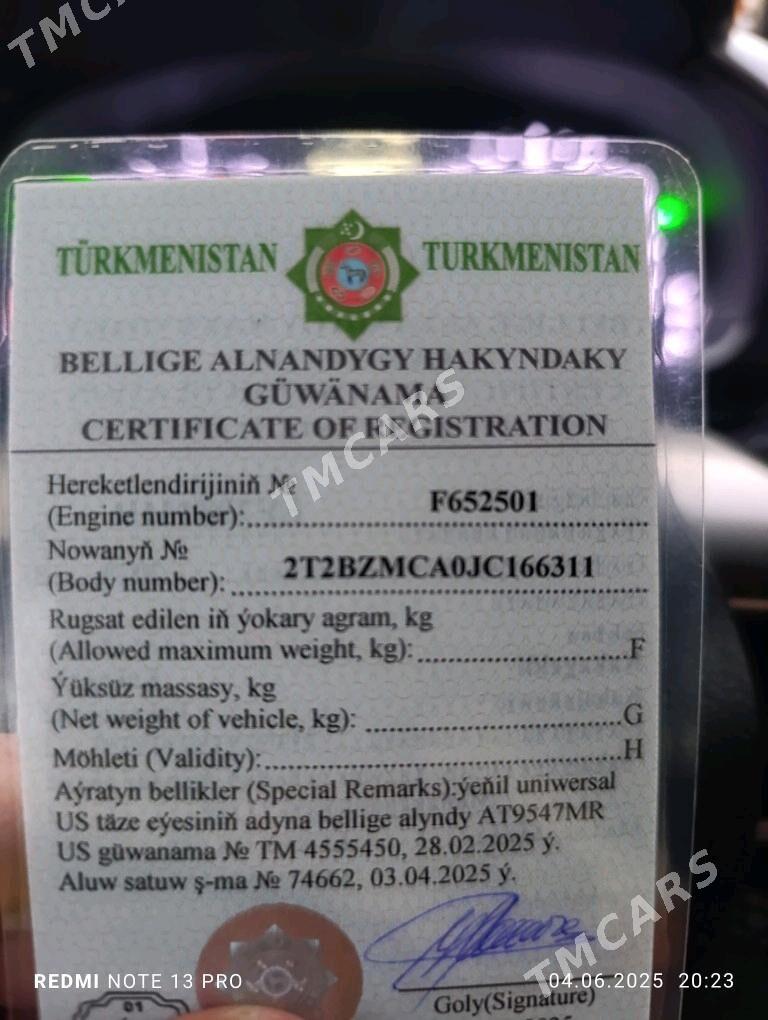 TMCARS
TÜRKMENISTAN TURKMENISTAN
BELLIGE ALNANDYGY HAKYNDAKY
GÜWÄNAMA
CERTIFICATE OF REGISTRATION
TMCARS
Hereketlendirijiniň №
(Engine number):
F652501
Nowanyň №
(Body number):
2T2BZMCA0JC166311
Rugsat edilen iň ýokary agram, kg
(Allowed maximum weight, kg): F
Ýüksüz massasy, kg
(Net weight of vehicle, kg): G
Möhleti (Validity): H
Aýratyn bellikler (Special Remarks):ýeňil uniwersal
US täze eýesiniň adyna bellige alyndy AT9547MR
US güwanama № TM 4555450, 28.02.2025 ý.
Aluw satuw ş-ma № 74662, 03.04.2025 ý.
TMCARS
REDMI NOTE 13 PRO
04.06.2025 20:23
01
Goly(Signature)